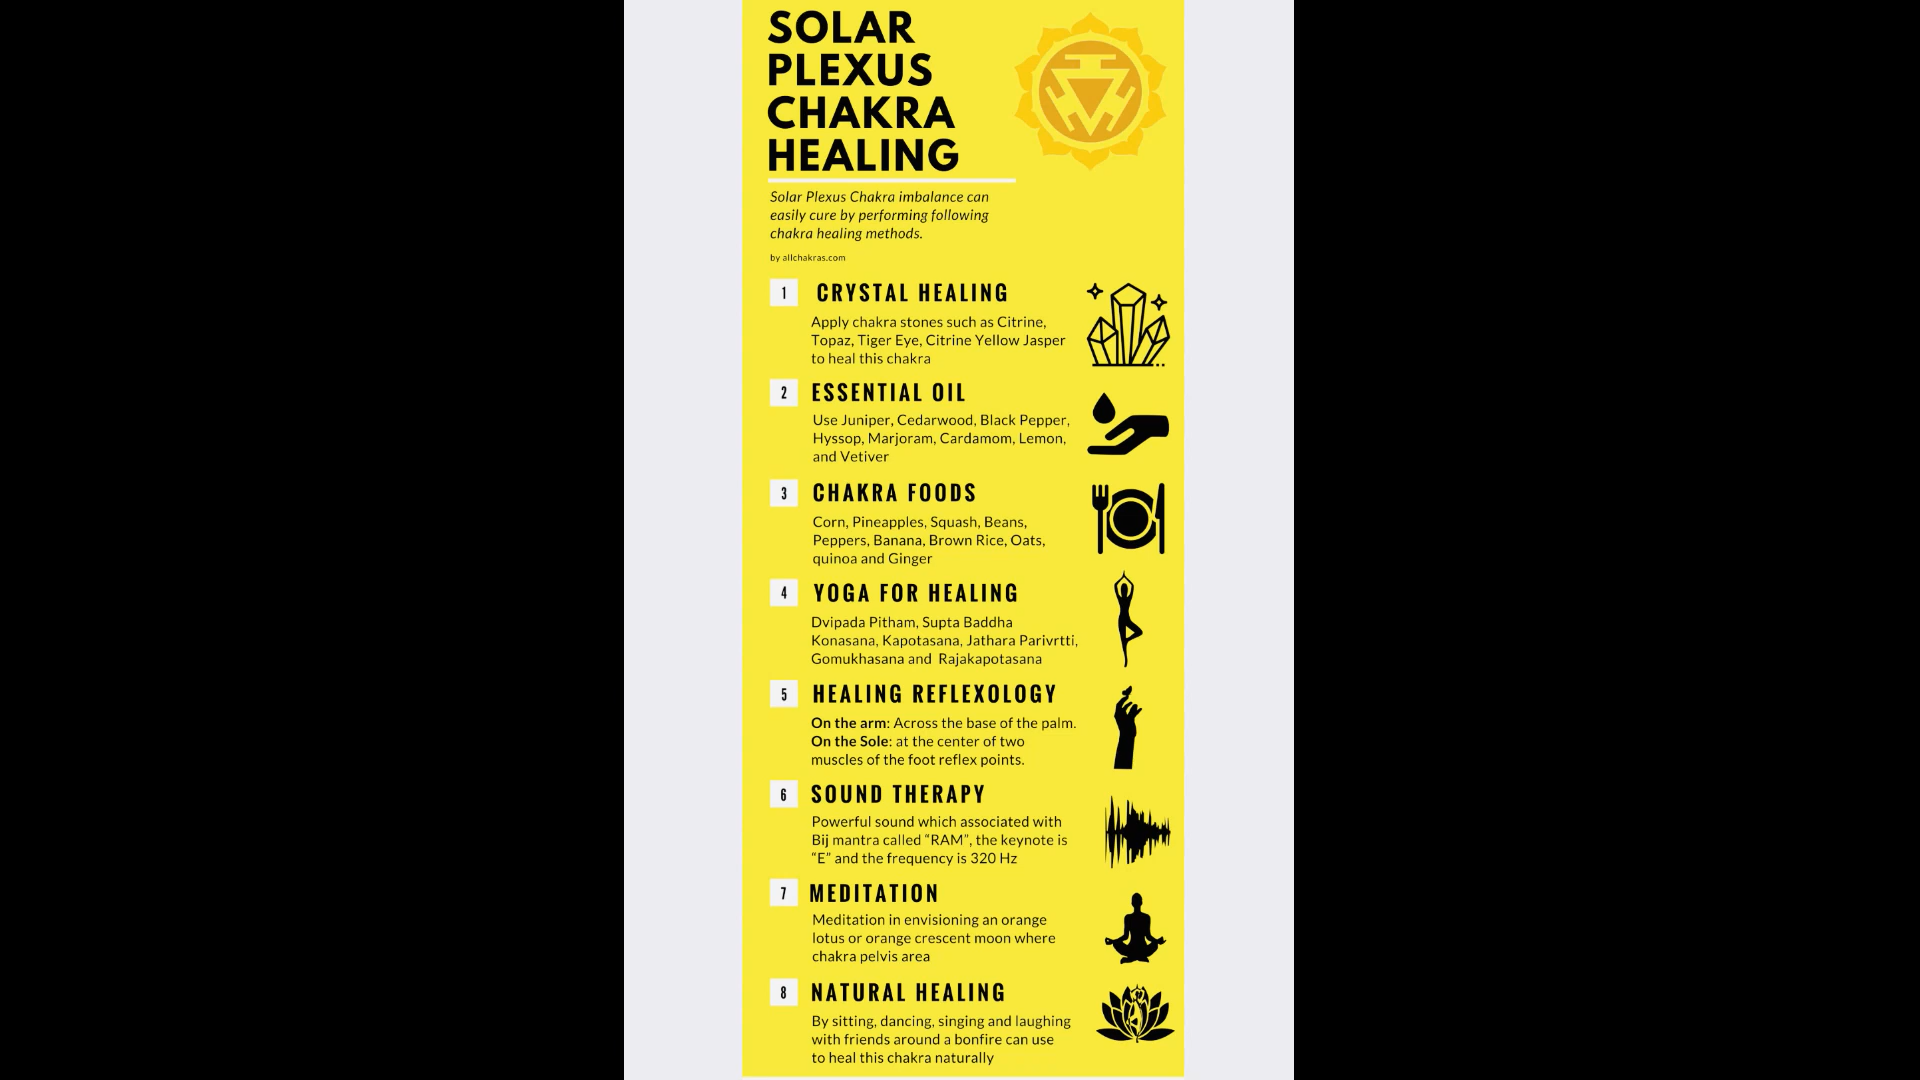 SOLAR
PLEXUS
CHAKRA
HEALING
Solar Plexus Chakra imbalance can
easily cure by performing following
chakra healing methods.
by allchakras.com
1 CRYSTAL HEALING
Apply chakra stones such as Citrine,
Topaz, Tiger Eye, Citrine Yellow Jasper
to heal this chakra
2 ESSENTIAL OIL
Use Juniper, Cedarwood, Black Pepper,
Hyssop, Marjoram, Cardamom, Lemon,
and Vetiver
3 CHAKRA FOODS
Corn, Pineapples, Squash, Beans,
Peppers, Banana, Brown Rice, Oats,
quinoa and Ginger
4 YOGA FOR HEALING
Dvipada Pitham, Supta Baddha
Konasana, Kapotasana, Jathara Parivrtti,
Gomukhasana and Rajakapotasana
5 HEALING REFLEXOLOGY
On the arm: Across the base of the palm.
On the Sole: at the center of two
muscles of the foot reflex points.
6 SOUND THERAPY
Powerful sound which associated with
Bij mantra called “RAM”, the keynote is
“E” and the frequency is 320 Hz
7 MEDITATION
Meditation in envisioning an orange
lotus or orange crescent moon where
chakra pelvis area
8 NATURAL HEALING
By sitting, dancing, singing and laughing
with friends around a bonfire can use
to heal this chakra naturally